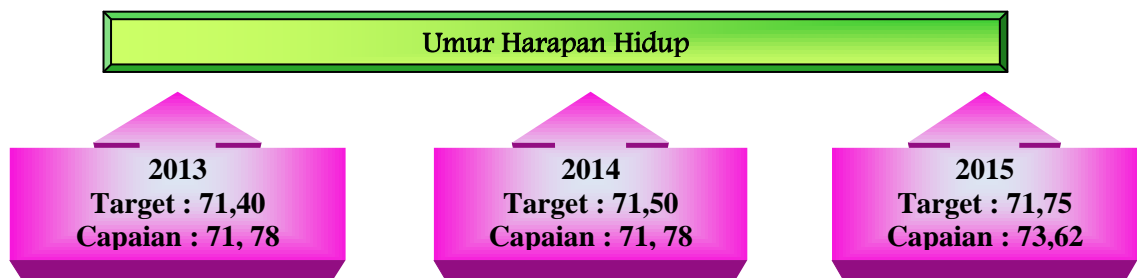 Umur Harapan Hidup
2013
Target : 71,40
Capaian : 71, 78
2014
Target : 71,50
Capaian : 71, 78
2015
Target : 71,75
Capaian : 73,62